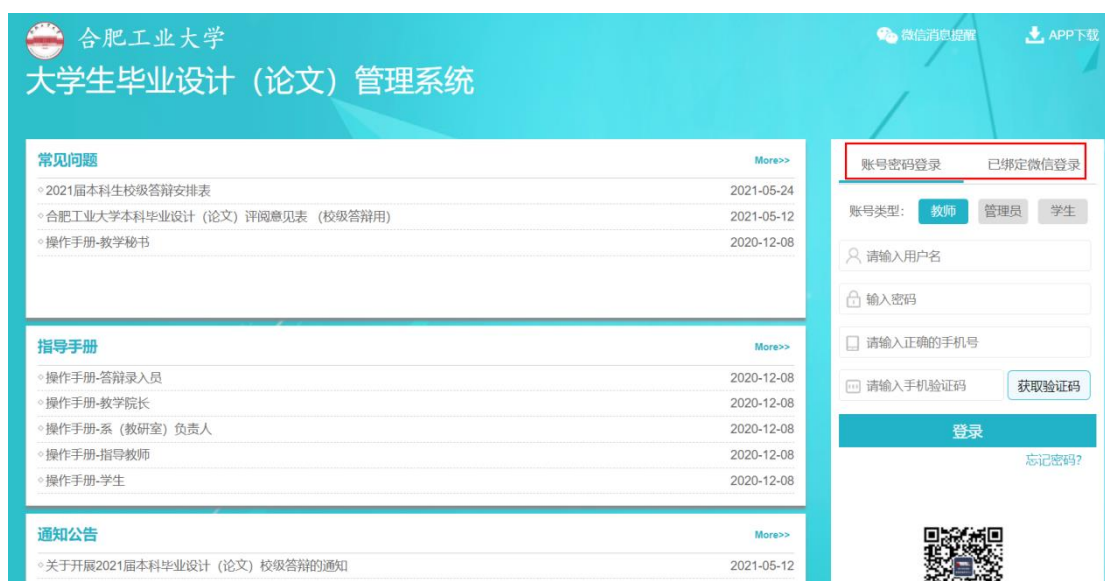 合肥工业大学
微信消息提醒
APP下载
大学生毕业设计（论文）管理系统
常见问题 More>>
◇2021届本科生校级答辩安排表 2021-05-24
◇合肥工业大学本科毕业设计（论文）评阅意见表 （校级答辩用） 2021-05-12
◇操作手册-教学秘书 2020-12-08
指导手册 More>>
◇操作手册-答辩录入员 2020-12-08
◇操作手册-教学院长 2020-12-08
◇操作手册-系（教研室）负责人 2020-12-08
◇操作手册-指导教师 2020-12-08
◇操作手册-学生 2020-12-08
通知公告 More>>
◇关于开展2021届本科毕业设计（论文）校级答辩的通知 2021-05-12
账号密码登录 已绑定微信登录
账号类型： 教师 管理员 学生
请输入用户名
输入密码
请输入正确的手机号
请输入手机验证码 获取验证码
登录
忘记密码?